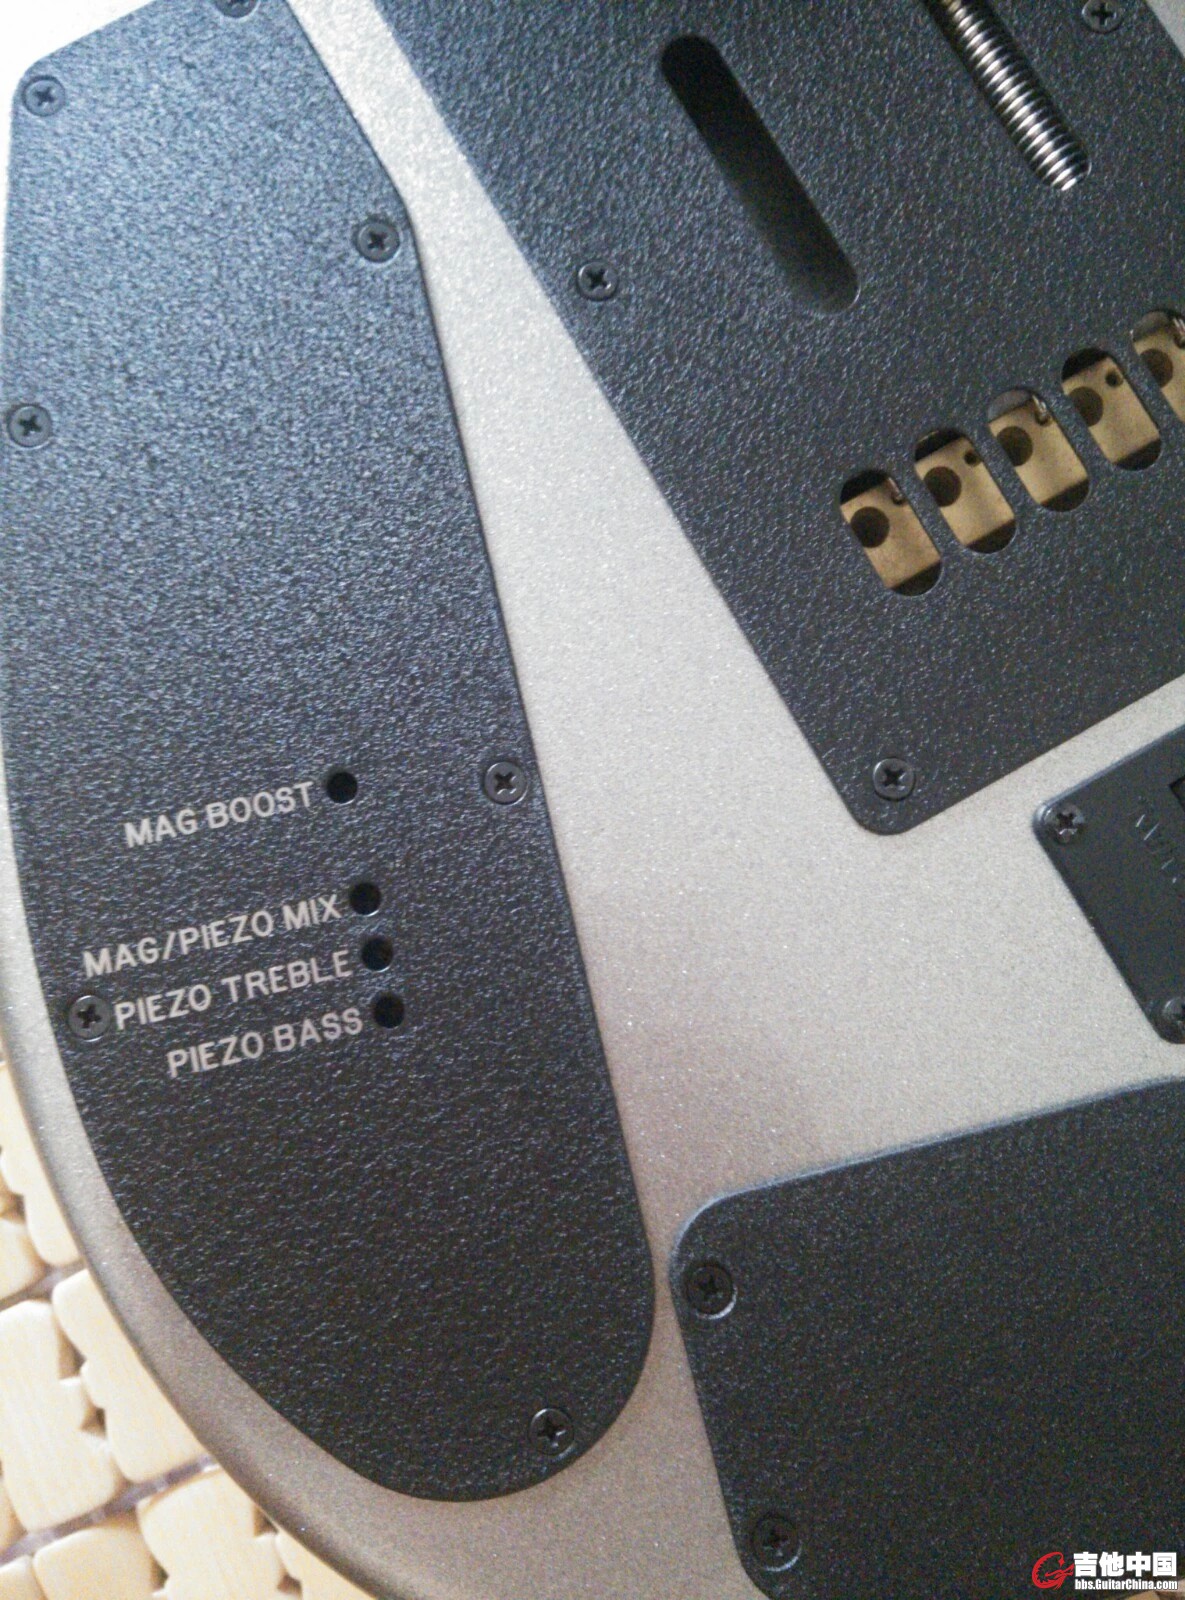 MAG BOOST
MAG/PIEZO MIX
PIEZO TREBLE
PIEZO BASS
吉他中国
bbs.GuitarChina.com